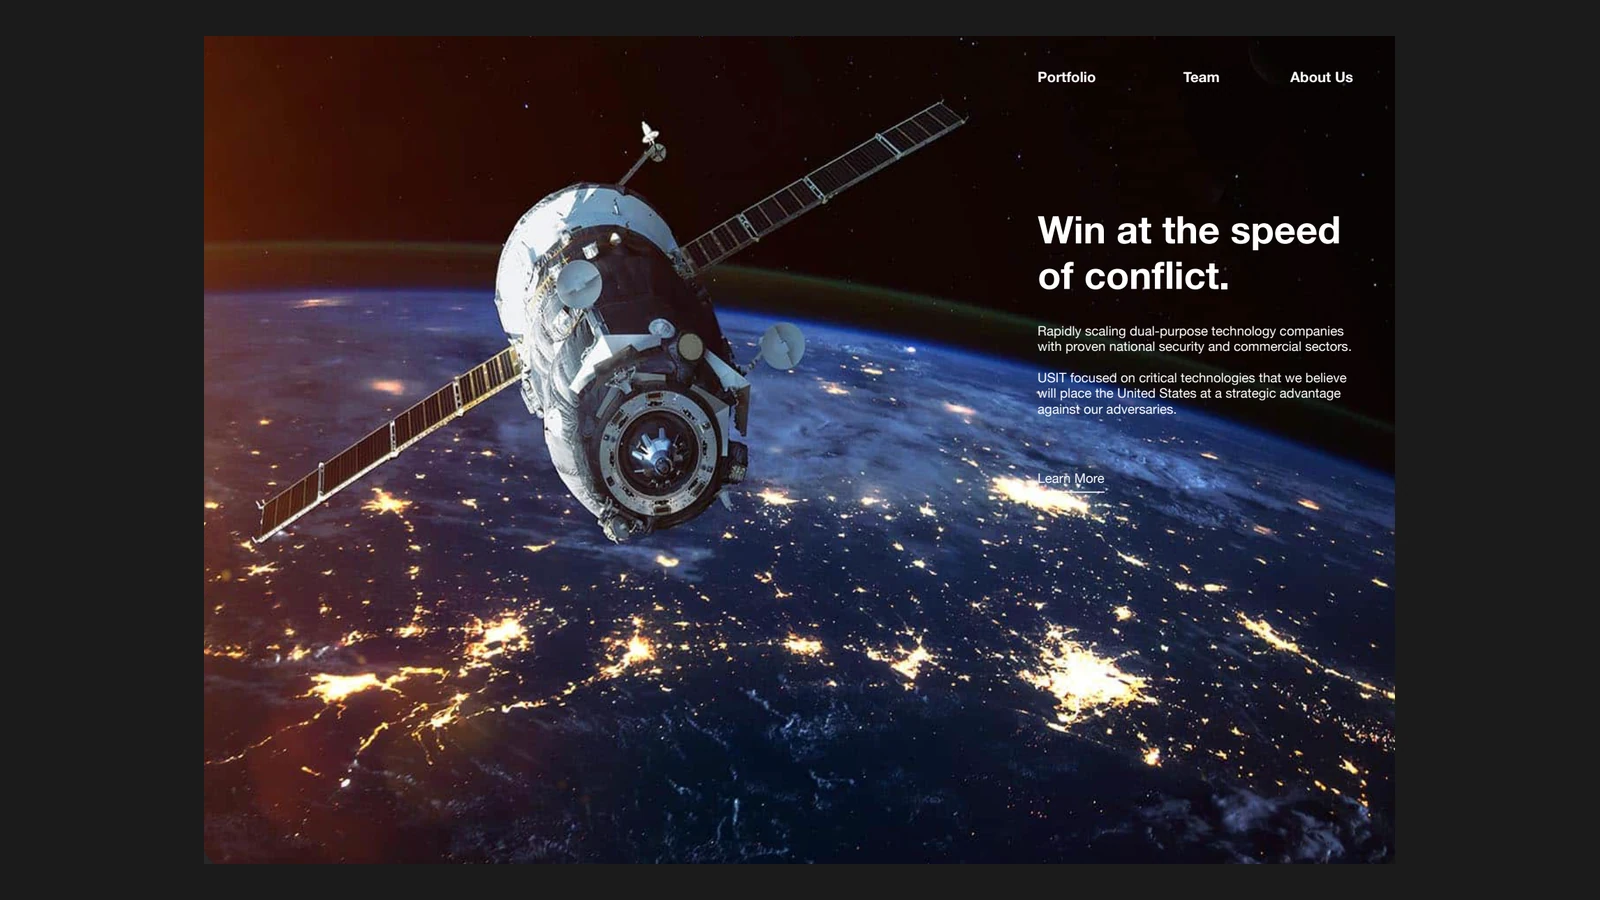 Portfolio Team About Us
Win at the speed
of conflict.
Rapidly scaling dual-purpose technology companies
with proven national security and commercial sectors.
USIT focused on critical technologies that we believe
will place the United States at a strategic advantage
against our adversaries.
Learn More